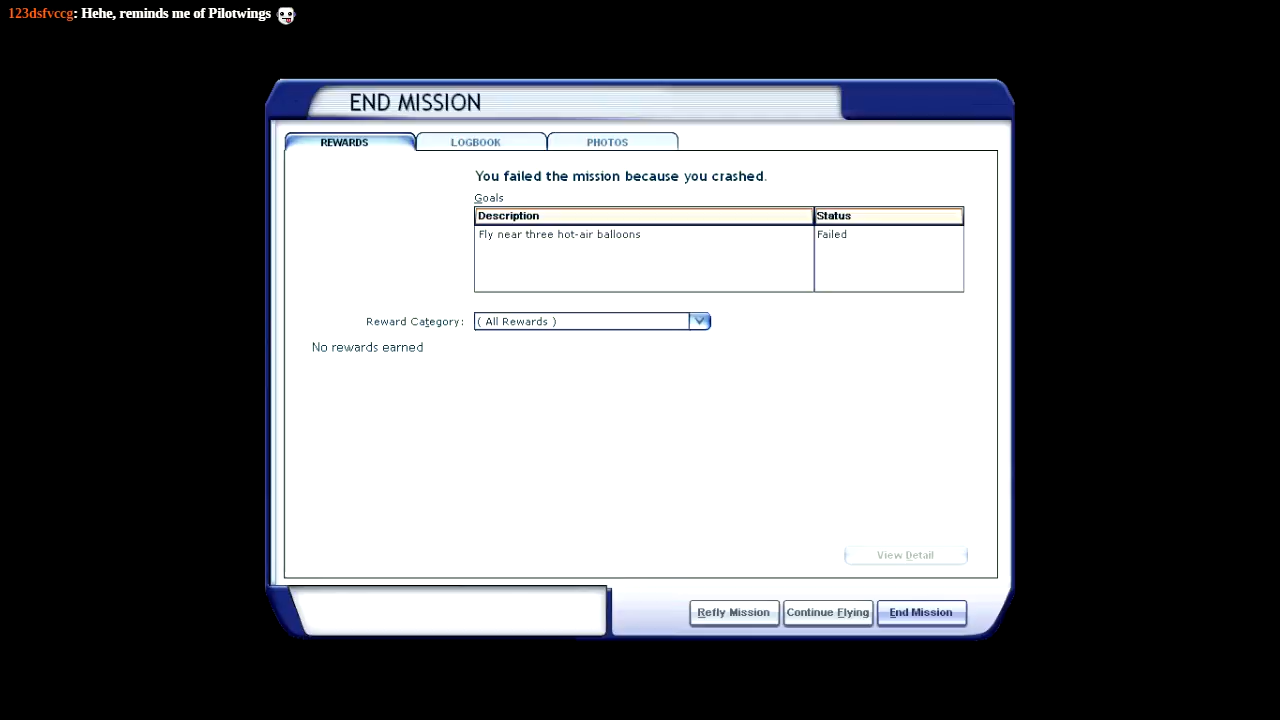 123dsfvccg: Hehe, reminds me of Pilotwings
END MISSION
REWARDS
LOGBOOK
PHOTOS
You failed the mission because you crashed.
Goals
Description
Status
Fly near three hot-air balloons
Failed
Reward Category:
( All Rewards )
No rewards earned
View Detail
Refly Mission
Continue Flying
End Mission